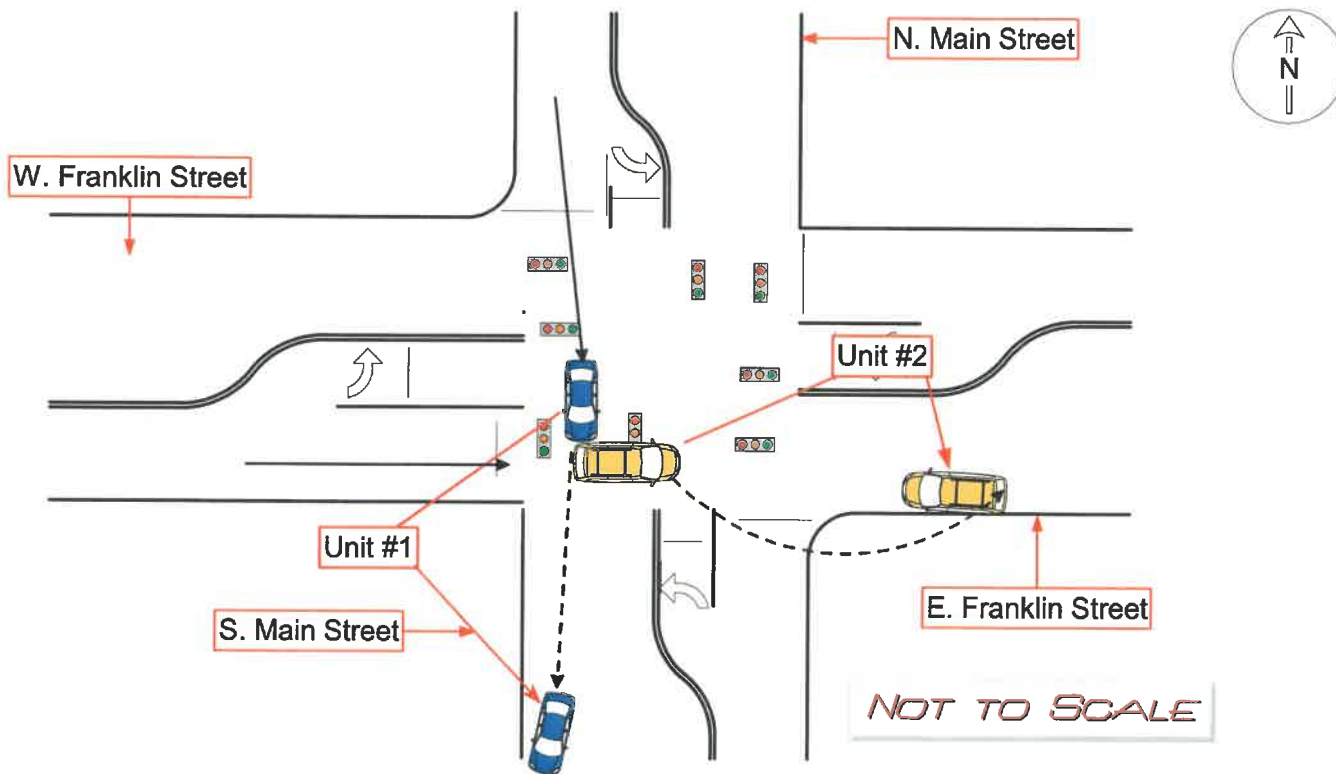 N. Main Street
N
W. Franklin Street
Unit #2
Unit #1
E. Franklin Street
S. Main Street
NOT TO SCALE